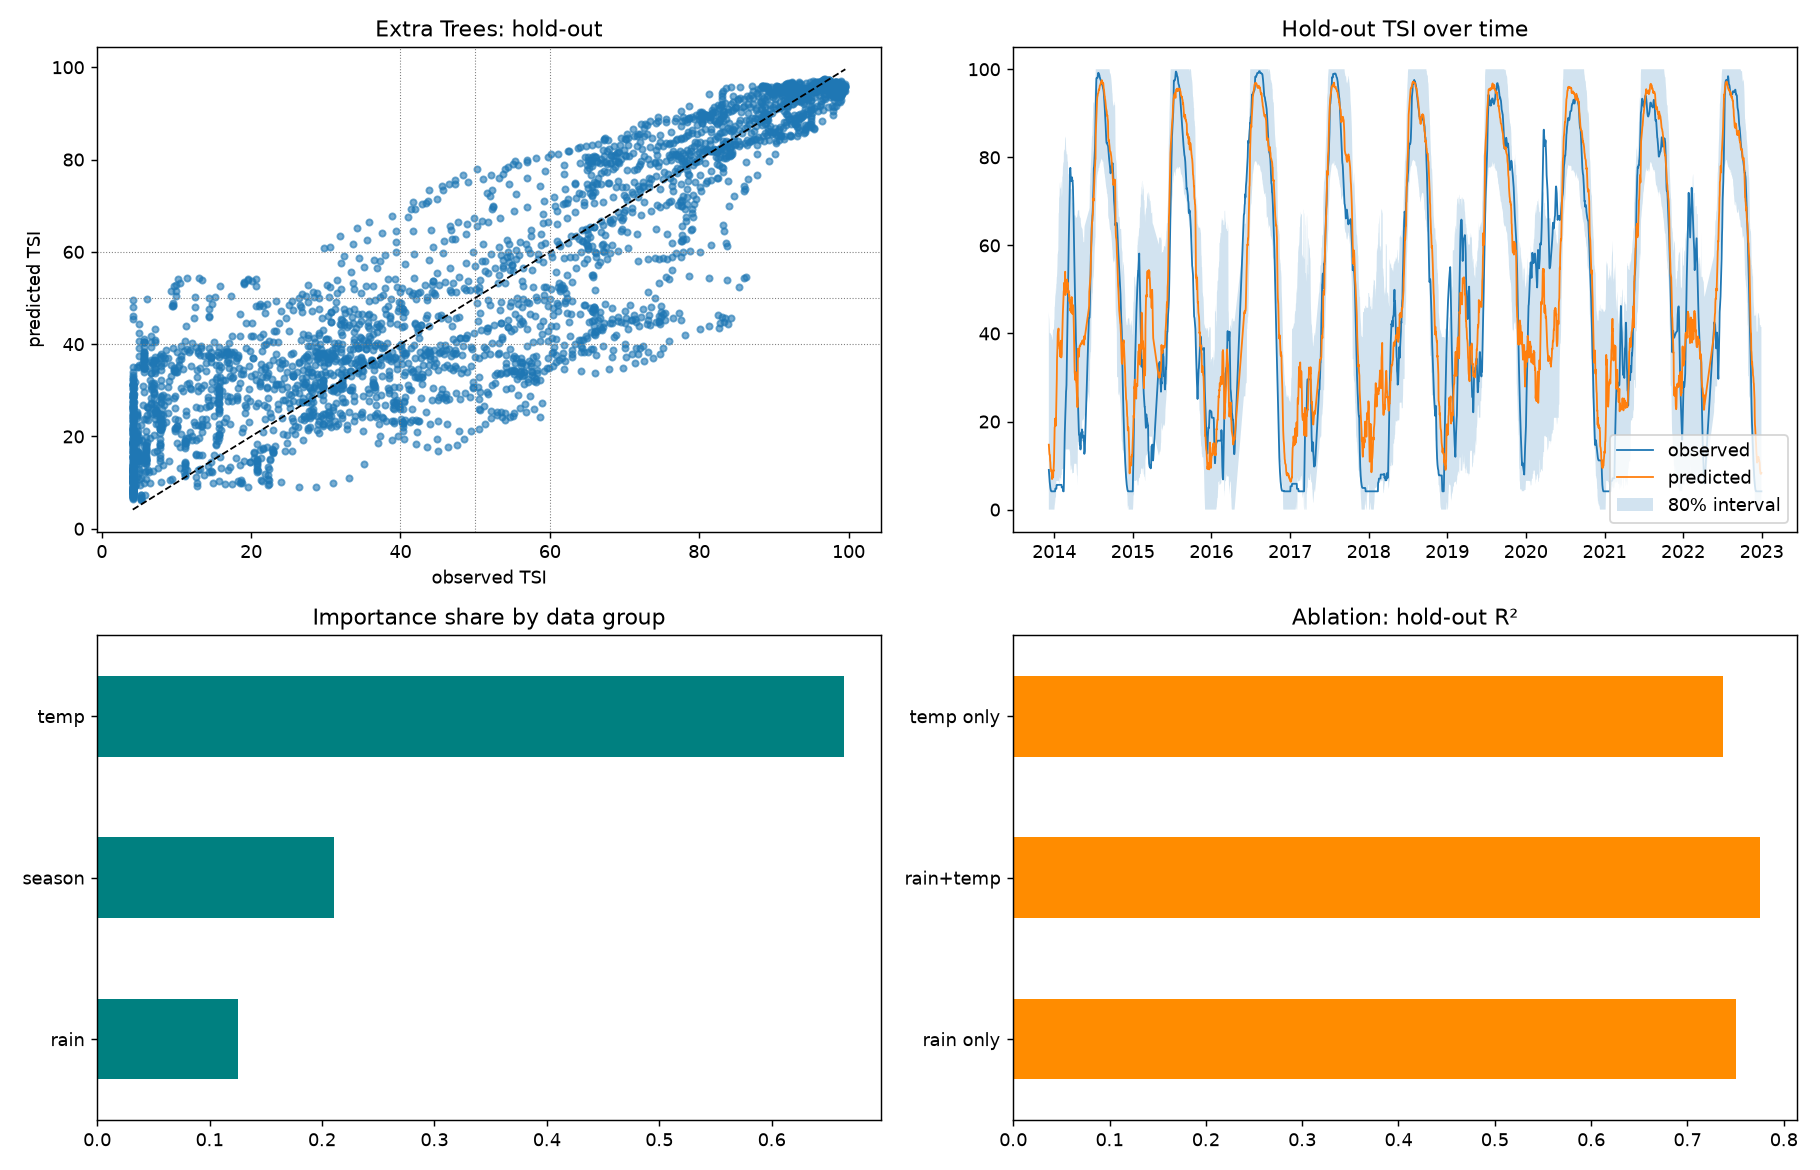 Extra Trees: hold-out
predicted TSI
100
80
60
40
20
0
0 20 40 60 80 100
observed TSI
Hold-out TSI over time
100
80
60
40
20
0
observed
predicted
80% interval
2014 2015 2016 2017 2018 2019 2020 2021 2022 2023
Importance share by data group
temp
season
rain
0.0 0.1 0.2 0.3 0.4 0.5 0.6
Ablation: hold-out R²
temp only
rain+temp
rain only
0.0 0.1 0.2 0.3 0.4 0.5 0.6 0.7 0.8